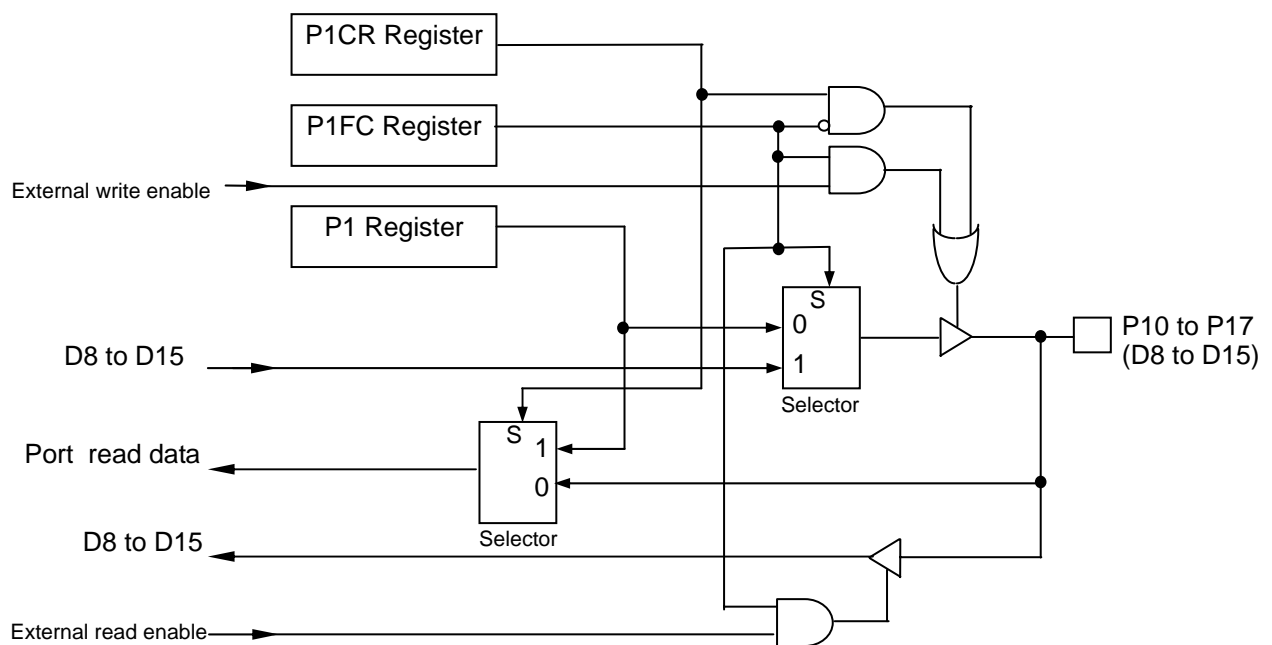 P1CR Register
P1FC Register
External write enable
P1 Register
S
0
P10 to P17
(D8 to D15)
D8 to D15
1
Selector
S
1
Port read data
0
Selector
D8 to D15
External read enable